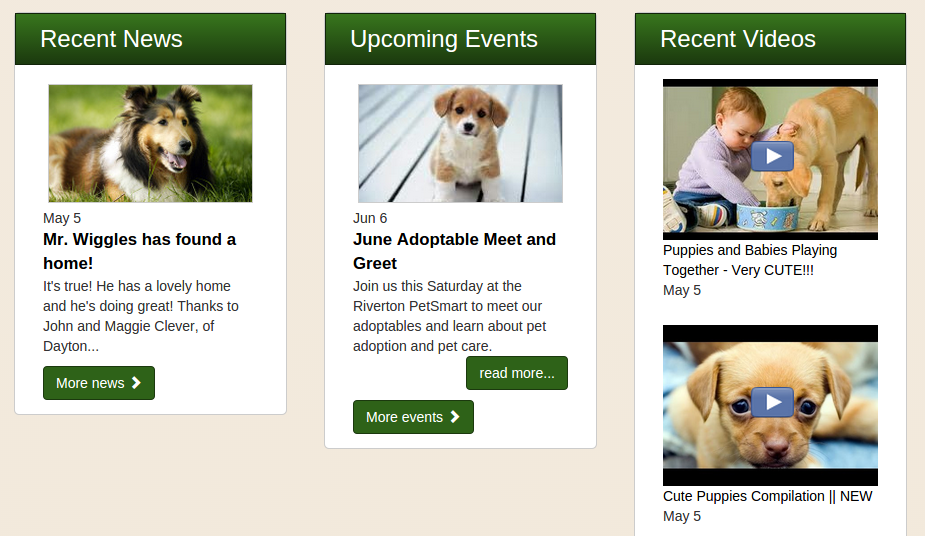 Recent News
May 5
Mr. Wiggles has found a
home!
It's true! He has a lovely home
and he's doing great! Thanks to
John and Maggie Clever, of
Dayton...
More news
Upcoming Events
Jun 6
June Adoptable Meet and
Greet
Join us this Saturday at the
Riverton PetSmart to meet our
adoptables and learn about pet
adoption and pet care.
read more...
More events
Recent Videos
Puppies and Babies Playing
Together - Very CUTE!!!
May 5
Cute Puppies Compilation || NEW
May 5